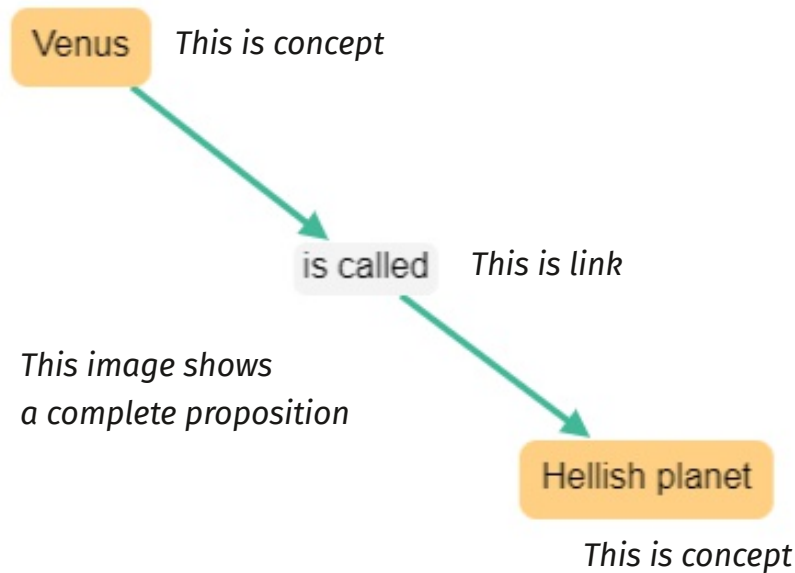 Venus
This is concept
is called
This is link
This image shows
a complete proposition
Hellish planet
This is concept